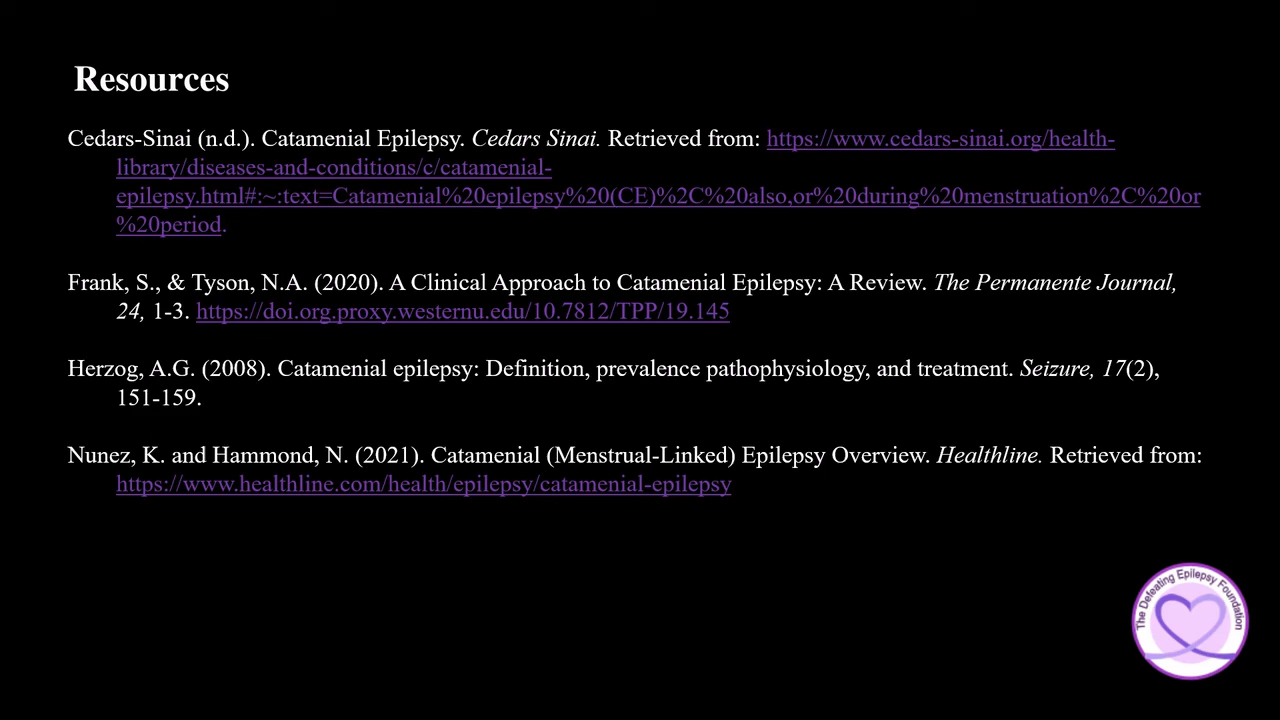 Resources
Cedars-Sinai (n.d.). Catamenial Epilepsy. Cedars Sinai. Retrieved from: https://www.cedars-sinai.org/health-
library/diseases-and-conditions/c/catamenial-
epilepsy.html#:~:text=Catamenial%20epilepsy%20(CE)%2C%20also,or%20during%20menstruation%2C%20or
%20period.
Frank, S., & Tyson, N.A. (2020). A Clinical Approach to Catamenial Epilepsy: A Review. The Permanente Journal,
24, 1-3. https://doi.org.proxy.westernu.edu/10.7812/TPP/19.145
Herzog, A.G. (2008). Catamenial epilepsy: Definition, prevalence pathophysiology, and treatment. Seizure, 17(2),
151-159.
Nunez, K. and Hammond, N. (2021). Catamenial (Menstrual-Linked) Epilepsy Overview. Healthline. Retrieved from:
https://www.healthline.com/health/epilepsy/catamenial-epilepsy
The Defeating Epilepsy Foundation